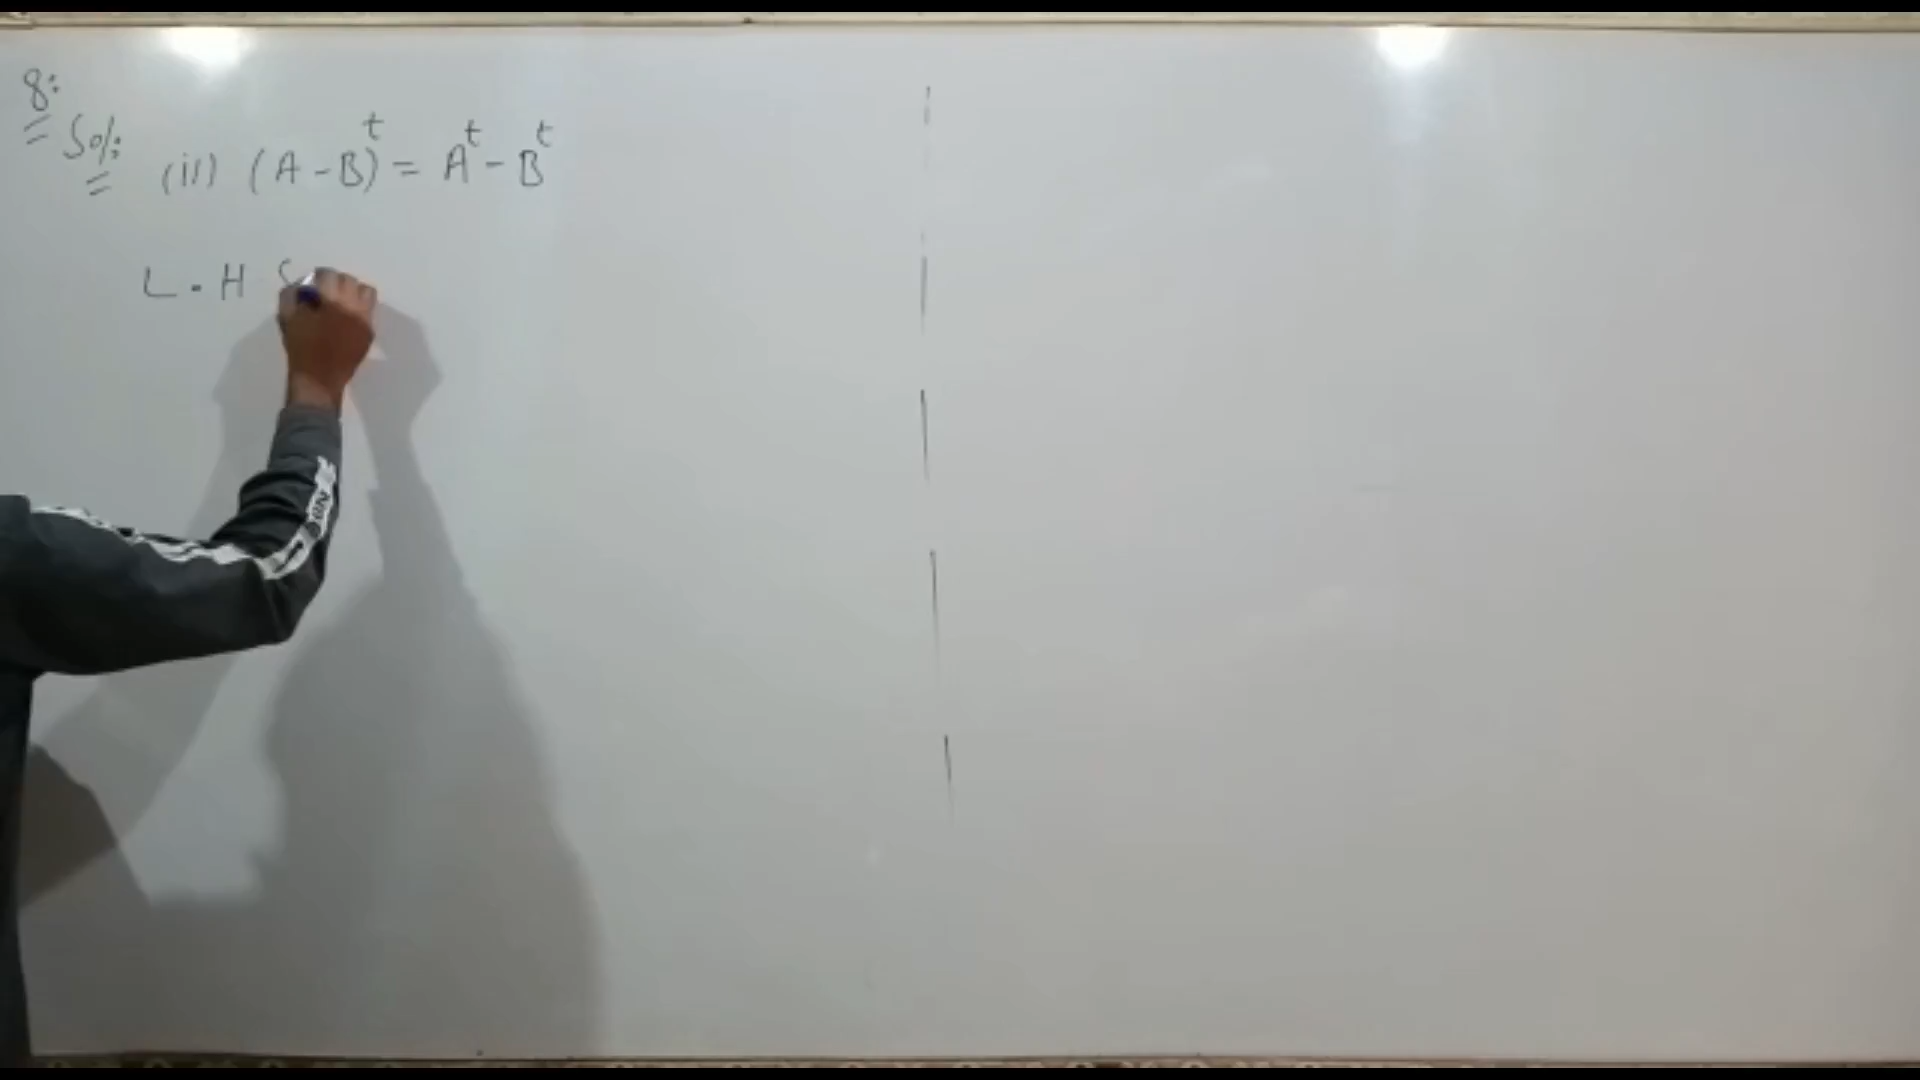 8:
Sol:
(ii) (A - B)^t = A^t - B^t
L . H S